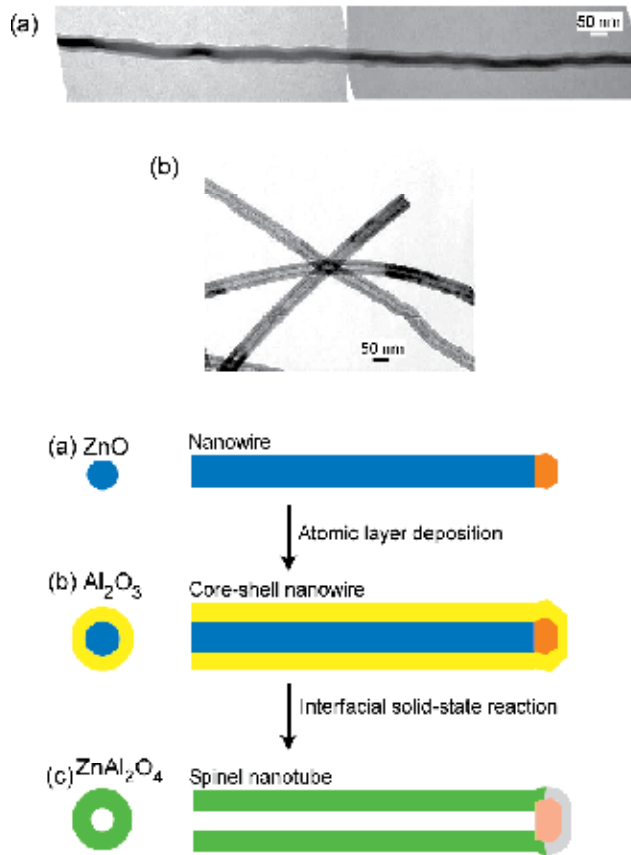 (a)
50 nm
(b)
50 nm
(a) ZnO
Nanowire
Atomic layer deposition
(b) Al₂O₃
Core-shell nanowire
Interfacial solid-state reaction
(c) ZnAl₂O₄
Spinel nanotube